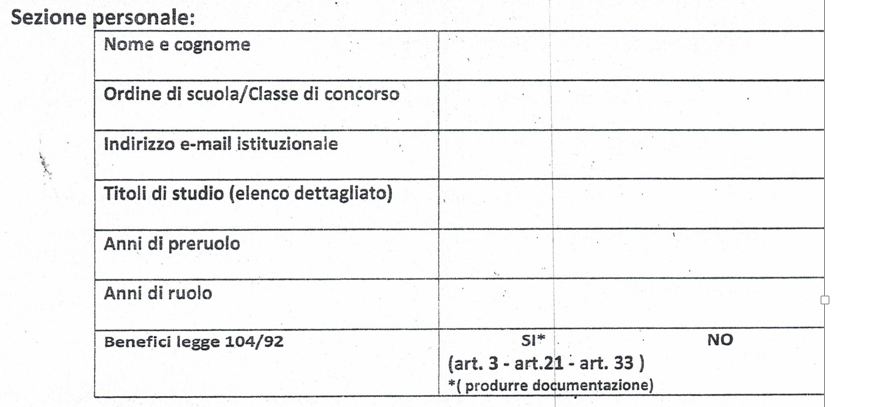 Sezione personale:
Nome e cognome
Ordine di scuola/Classe di concorso
Indirizzo e-mail istituzionale
Titoli di studio (elenco dettagliato)
Anni di preruolo
Anni di ruolo
Benefici legge 104/92 SI* NO
(art. 3 - art.21 - art. 33 )
*( produrre documentazione)